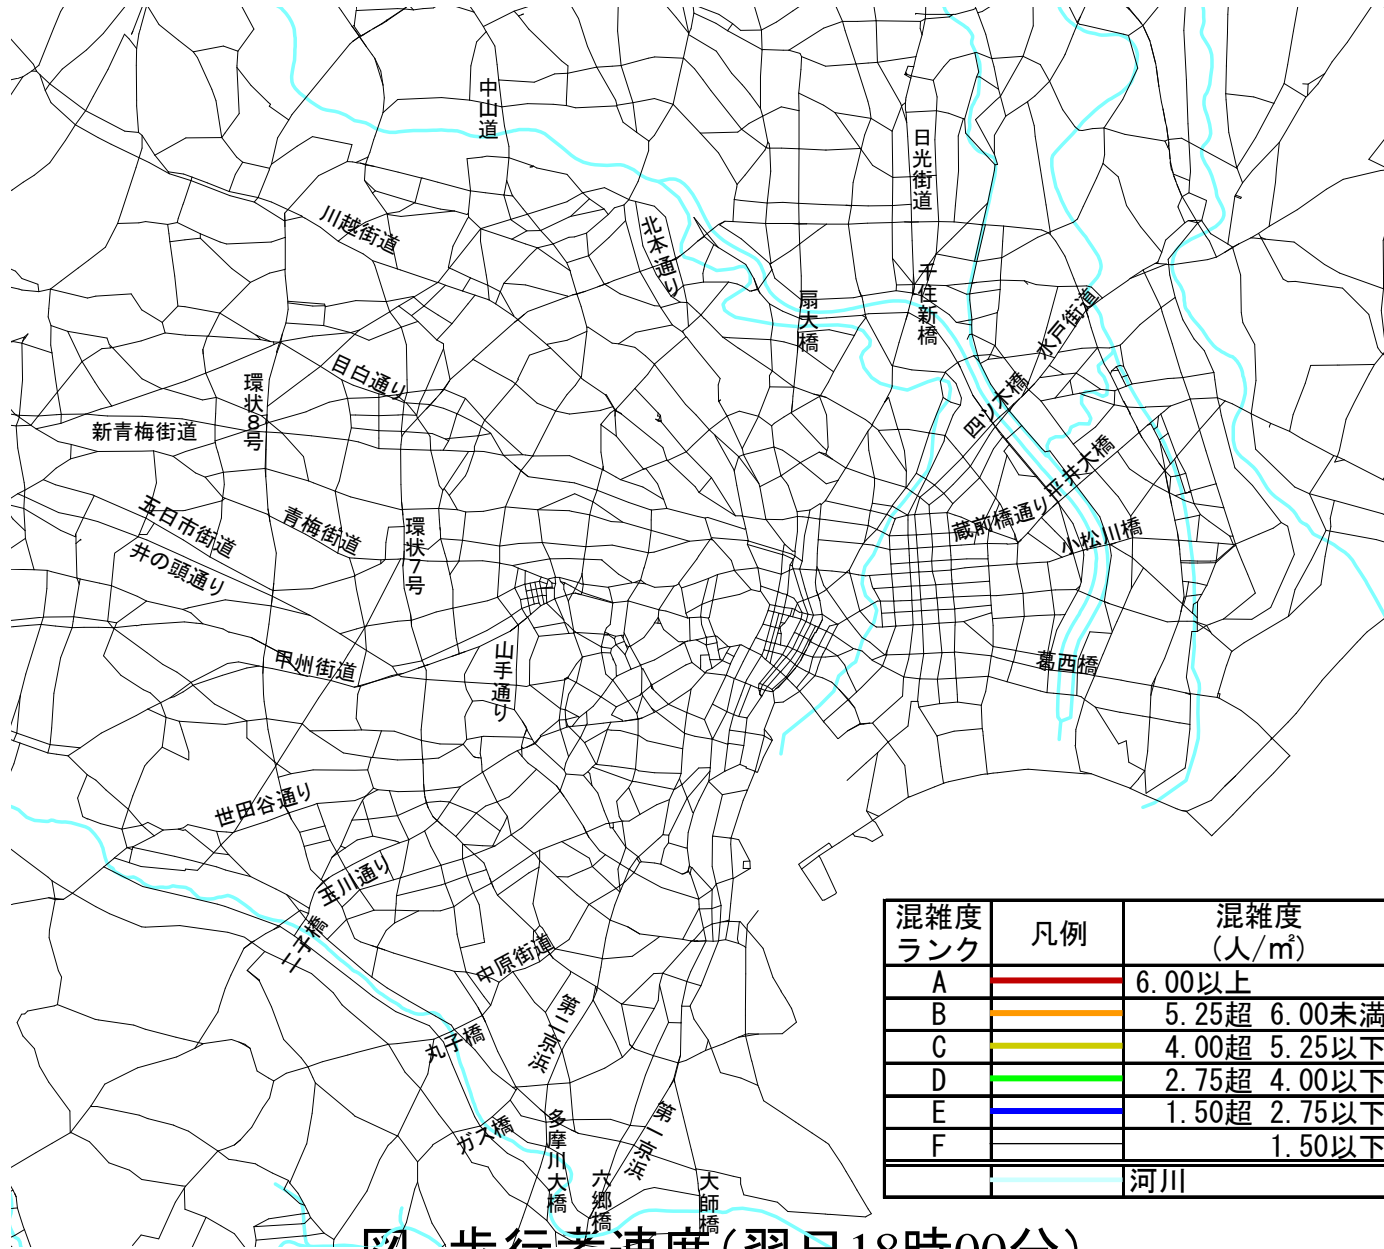 中山道
日光街道
川越街道
北本通り
千住新橋
扇大橋
水戸街道
目白通り
環状8号
四ツ木橋
新青梅街道
平井大橋
五日市街道
青梅街道
環状7号
蔵前橋通り
小松川橋
井の頭通り
甲州街道
山手通り
葛西橋
世田谷通り
玉川通り
二子橋
中原街道
第二京浜
丸子橋
ガス橋
多摩川大橋
第一京浜
六郷橋
大師橋
混雑度ランク 凡例 混雑度(人/㎡)
A 6.00以上
B 5.25超 6.00未満
C 4.00超 5.25以下
D 2.75超 4.00以下
E 1.50超 2.75以下
F 1.50以下
河川
(翌日18時00分)